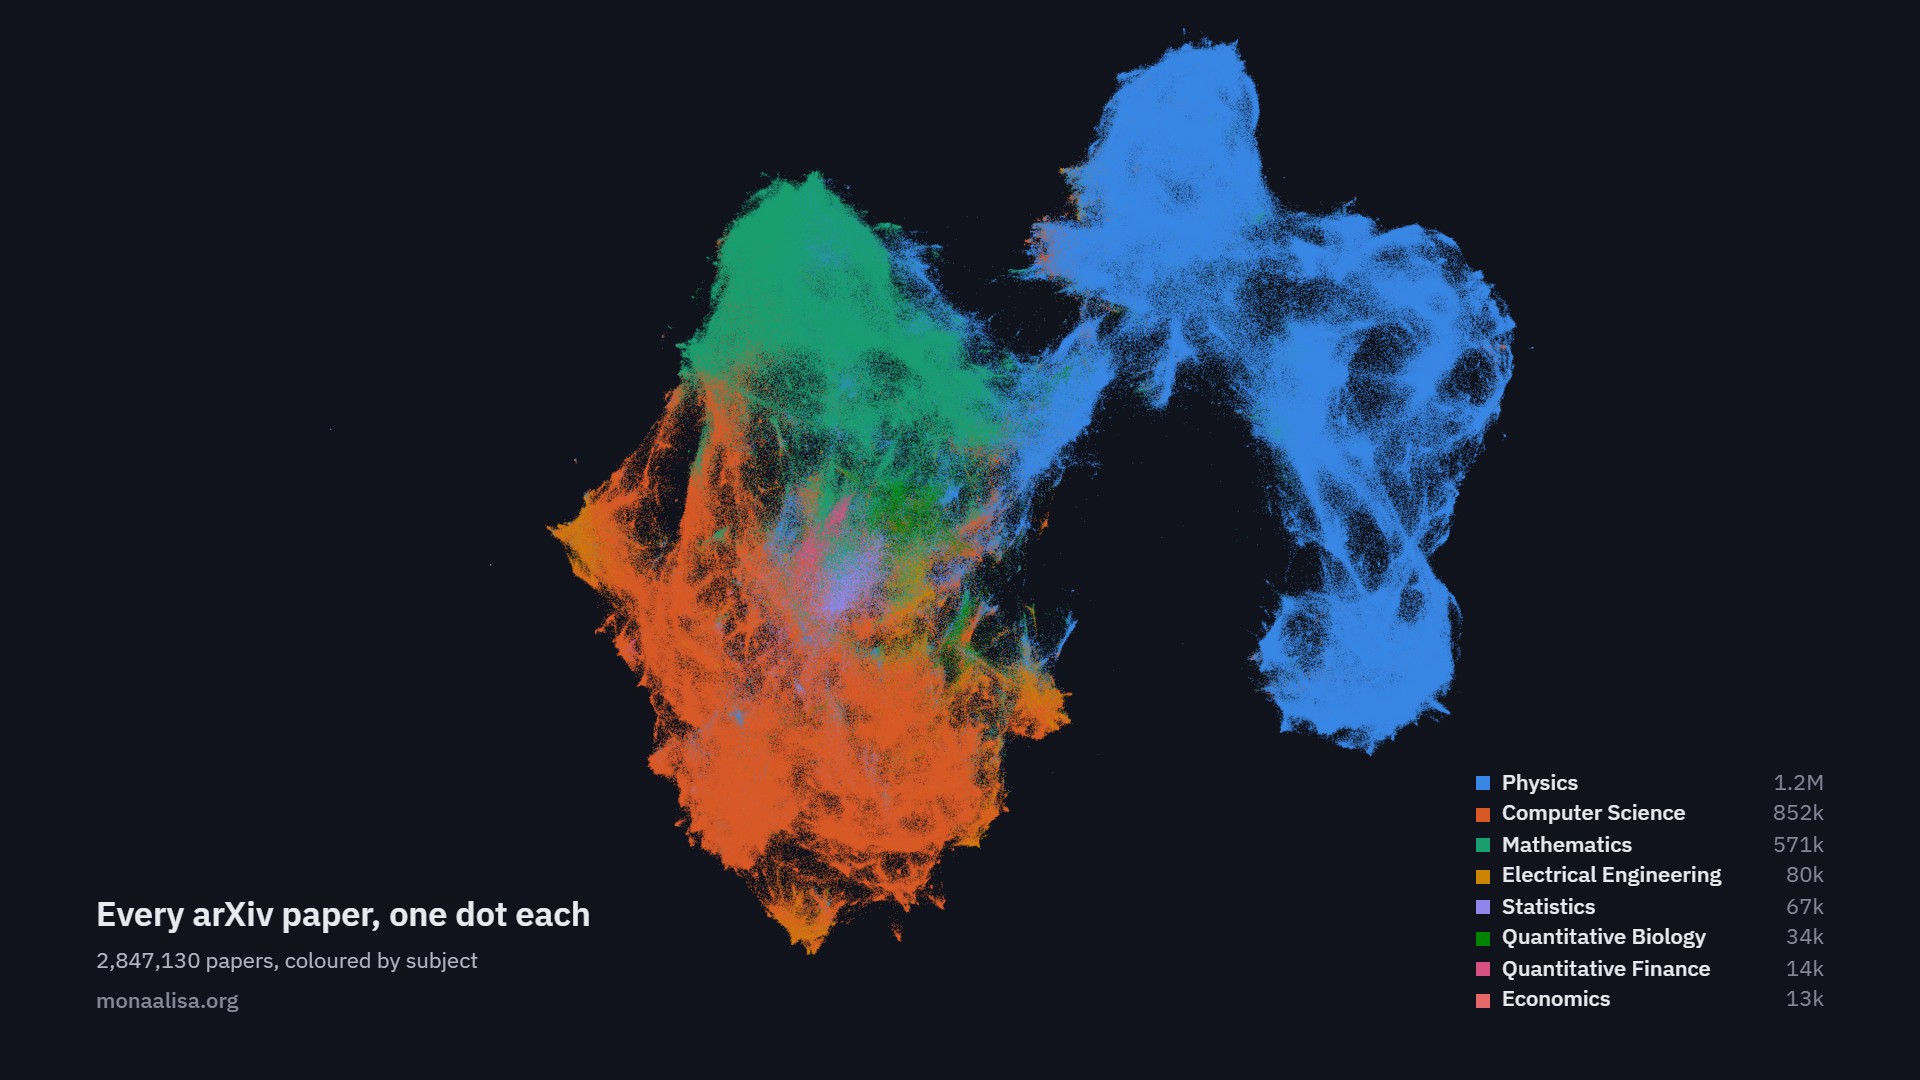 Every arXiv paper, one dot each
2,847,130 papers, coloured by subject
monaalisa.org
Physics 1.2M
Computer Science 852k
Mathematics 571k
Electrical Engineering 80k
Statistics 67k
Quantitative Biology 34k
Quantitative Finance 14k
Economics 13k